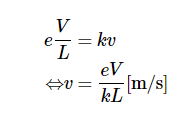 e V/L = kv
⇔v = eV/kL [m/s]